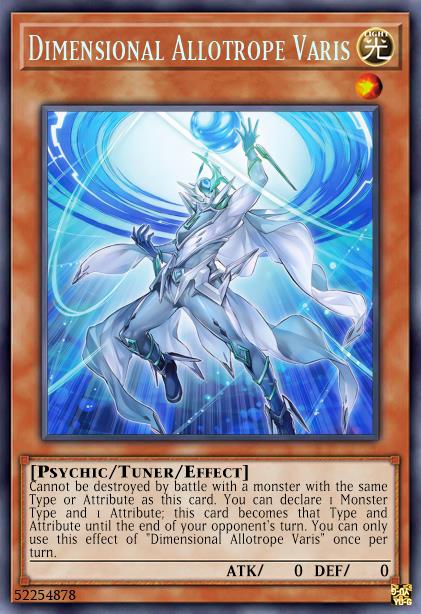 Dimensional Allotrope Varis
LIGHT
光
[Psychic/Tuner/Effect]
Cannot be destroyed by battle with a monster with the same
Type or Attribute as this card. You can declare 1 Monster
Type and 1 Attribute; this card becomes that Type and
Attribute until the end of your opponent's turn. You can only
use this effect of "Dimensional Allotrope Varis" once per
turn.
ATK/ 0 DEF/ 0
52254878